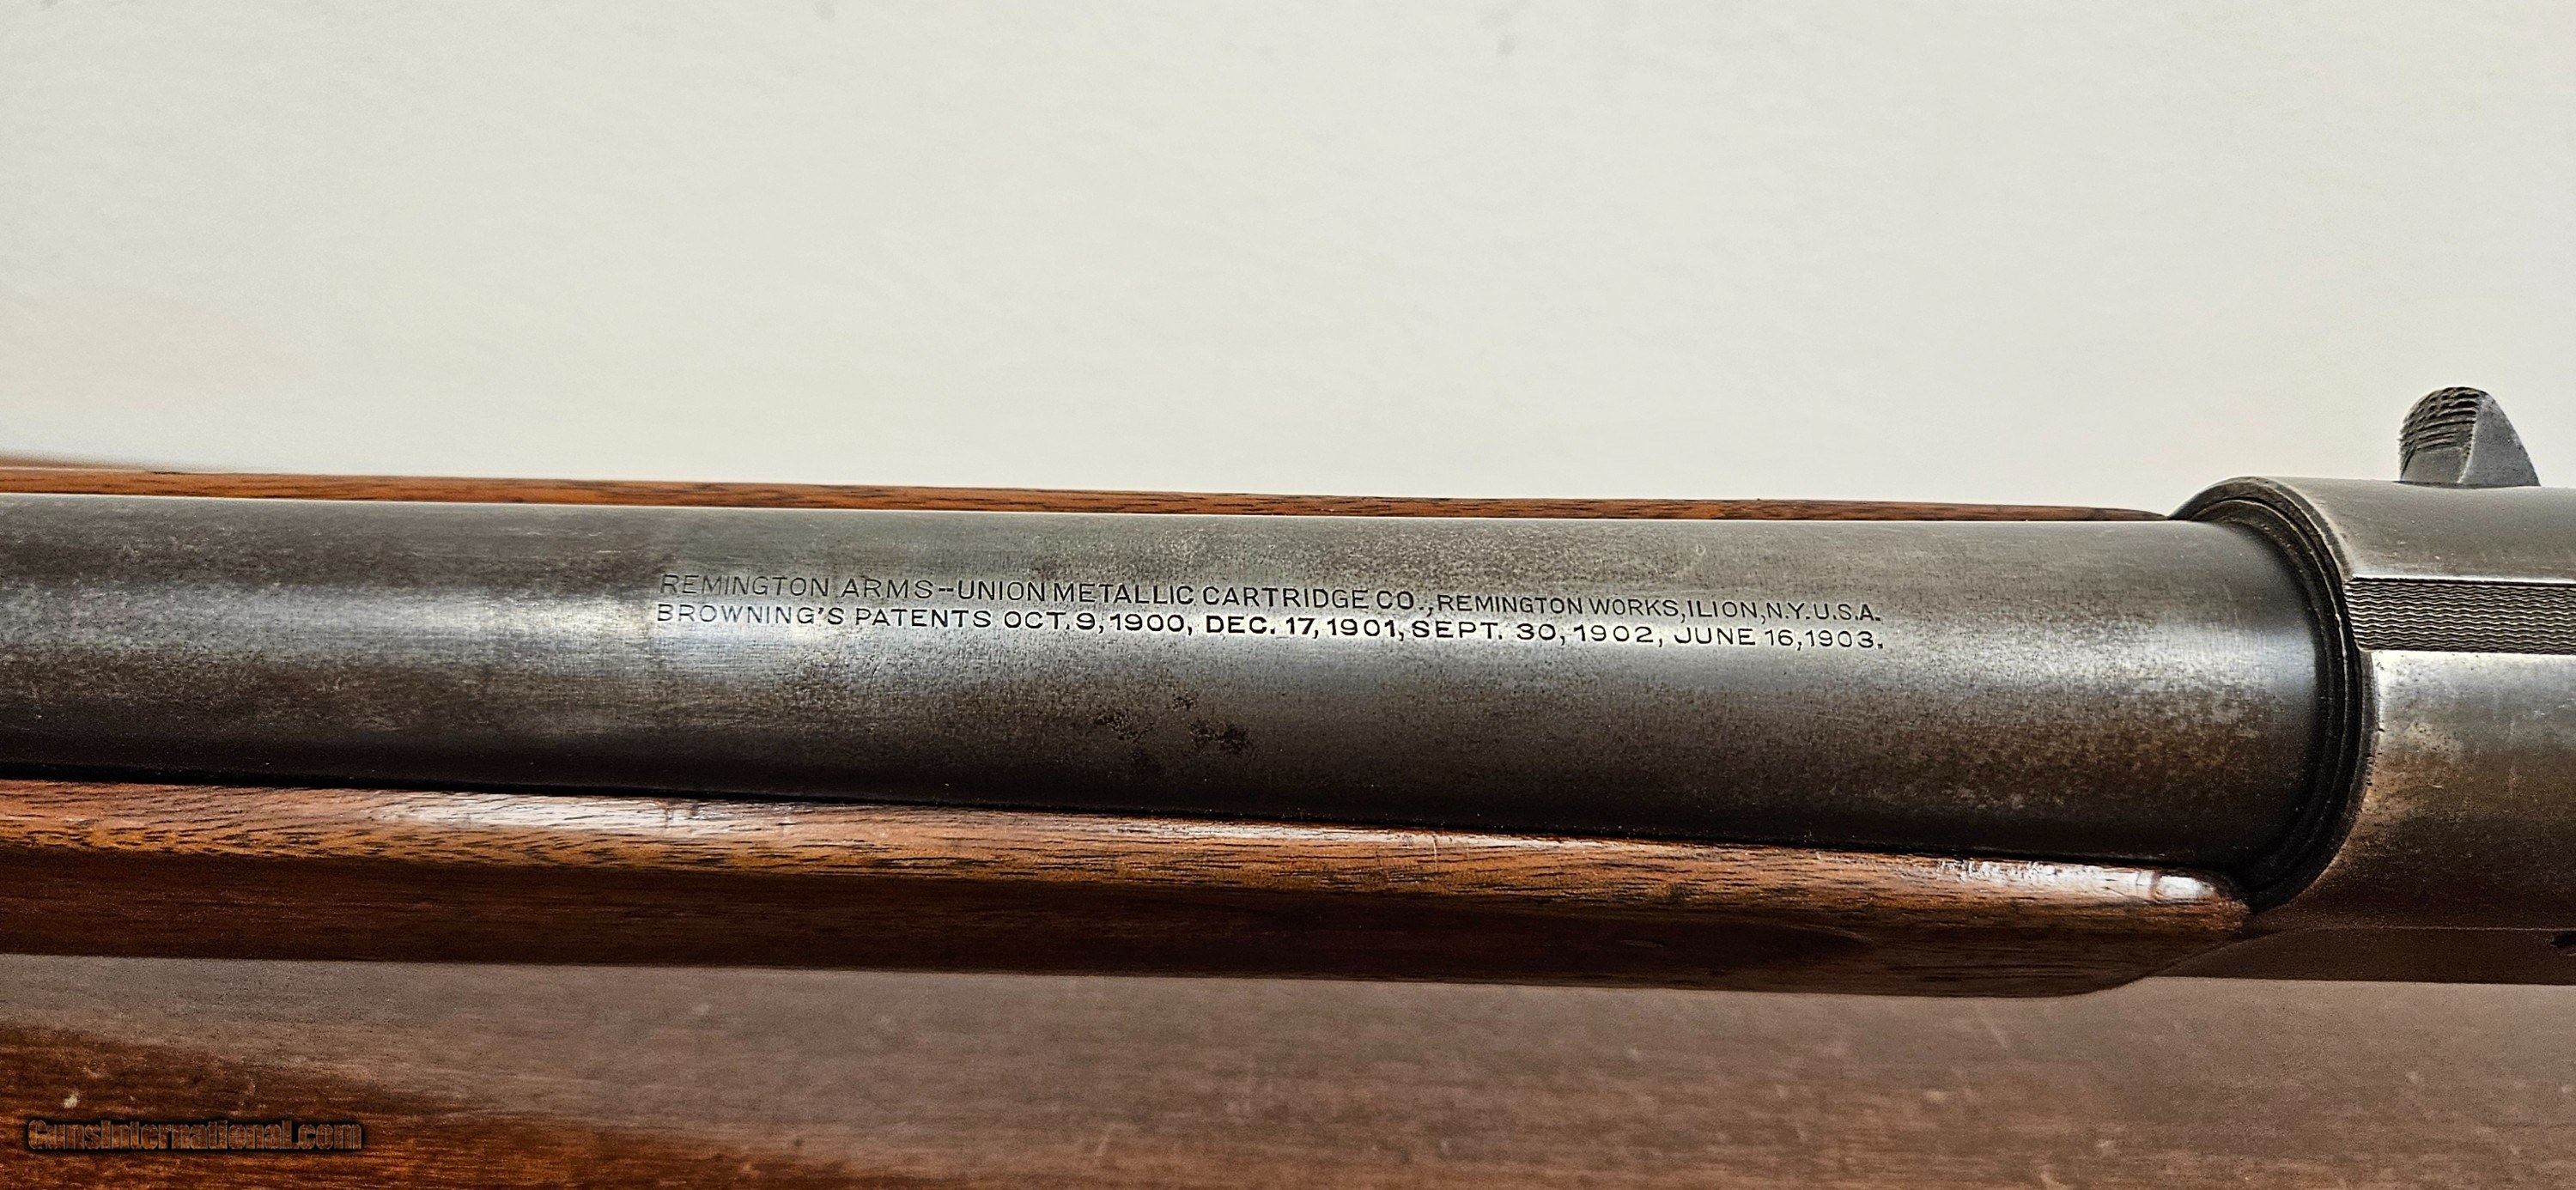 REMINGTON ARMS--UNION METALLIC CARTRIDGE CO., REMINGTON WORKS, ILION, N.Y. U.S.A.
BROWNING'S PATENTS OCT. 9, 1900, DEC. 17, 1901, SEPT. 30, 1902, JUNE 16, 1903.
GunsInternational.com